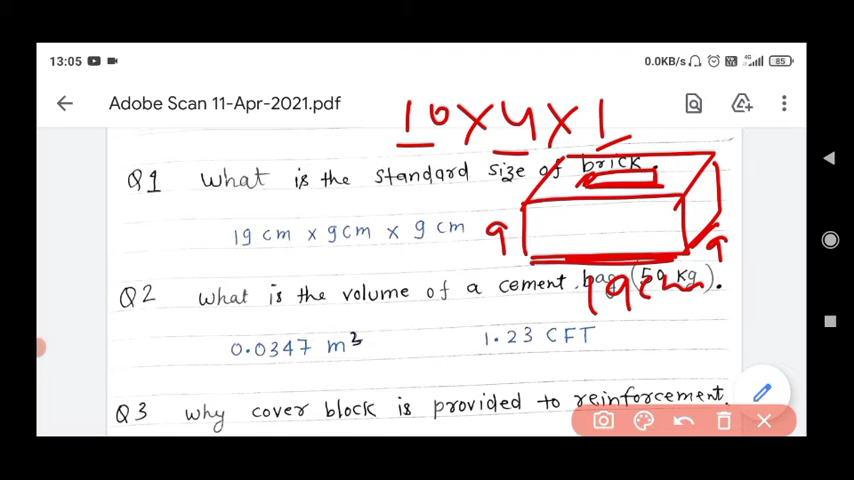 13:05 0.0KB/s 4G 85
Adobe Scan 11-Apr-2021.pdf
10 X 4 X 1
Q1 What is the standard size of brick
19 cm x 9cm x 9 cm 9 9
Q2 What is the volume of a cement bag (50 kg).
19cm
0.0347 m3 1.23 CFT
Q3 why cover block is provided to reinforcement.